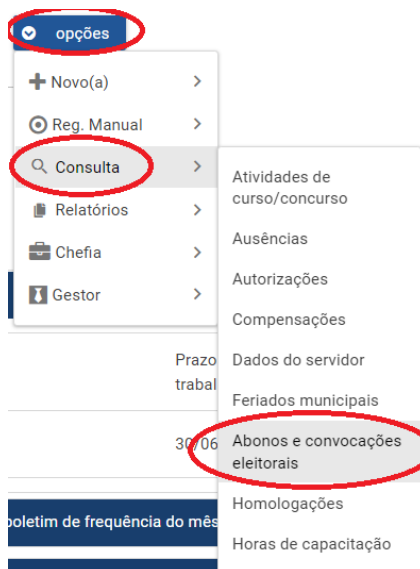 opções
Novo(a)
Reg. Manual
Consulta
Relatórios
Chefia
Gestor
Atividades de
curso/concurso
Ausências
Autorizações
Compensações
Dados do servidor
Feriados municipais
Abonos e convocações
eleitorais
Homologações
Horas de capacitação
Prazo
trabal
30/06
boletim de frequência do mês